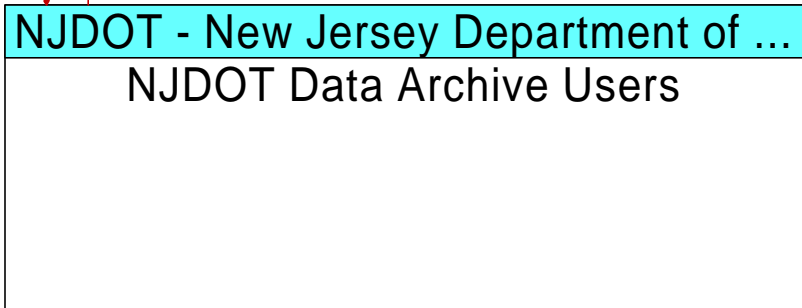 NJDOT - New Jersey Department of ...
NJDOT Data Archive Users